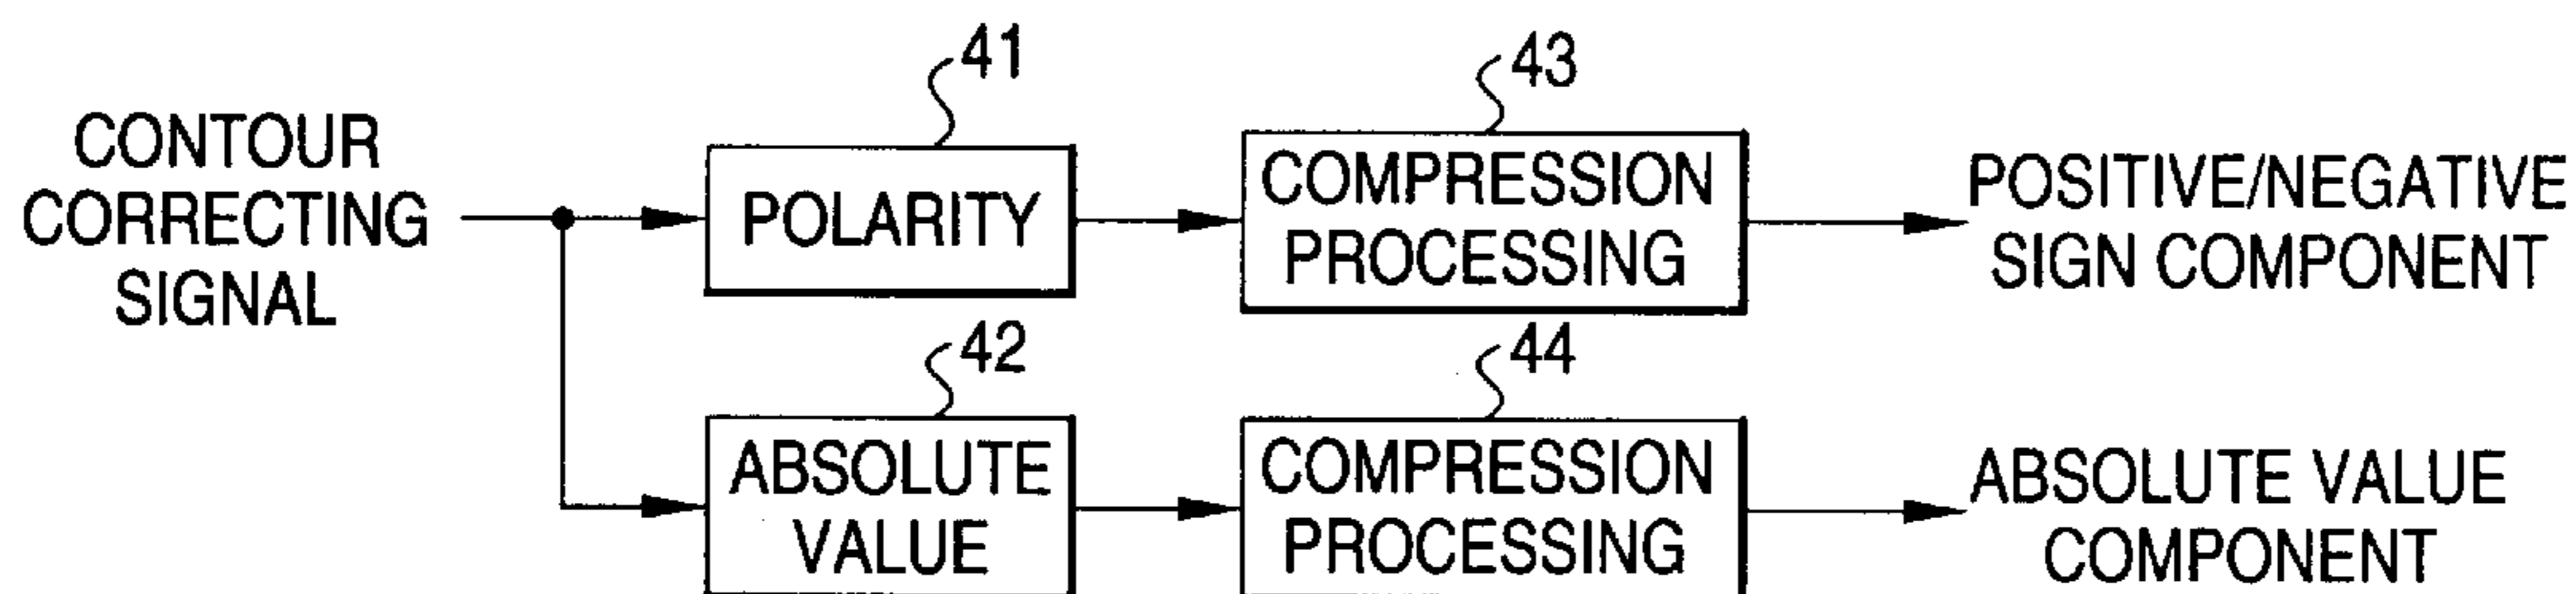 41
43
CONTOUR
CORRECTING
SIGNAL
POLARITY
COMPRESSION
PROCESSING
POSITIVE/NEGATIVE
SIGN COMPONENT
42
44
ABSOLUTE
VALUE
COMPRESSION
PROCESSING
ABSOLUTE VALUE
COMPONENT